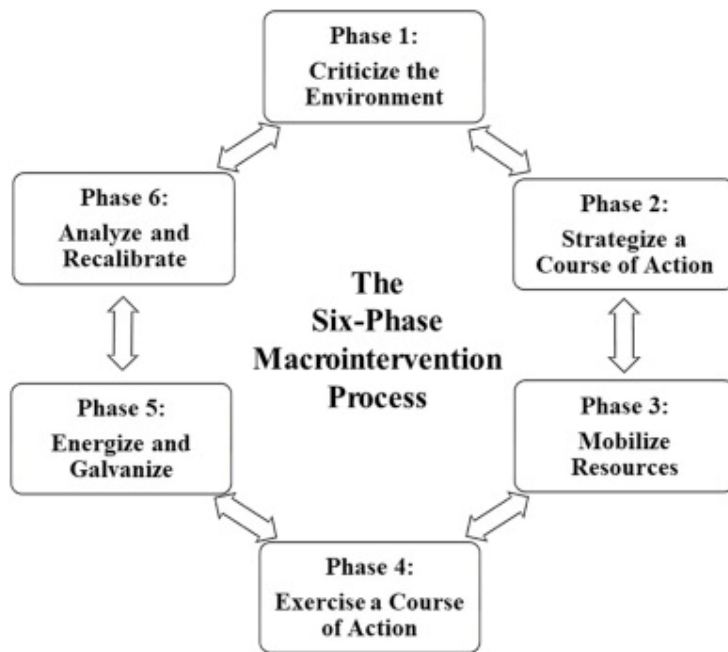 Phase 1:
Criticize the
Environment
Phase 2:
Strategize a
Course of Action
Phase 3:
Mobilize
Resources
Phase 4:
Exercise a Course
of Action
Phase 5:
Energize and
Galvanize
Phase 6:
Analyze and
Recalibrate
The
Six-Phase
Macrointervention
Process